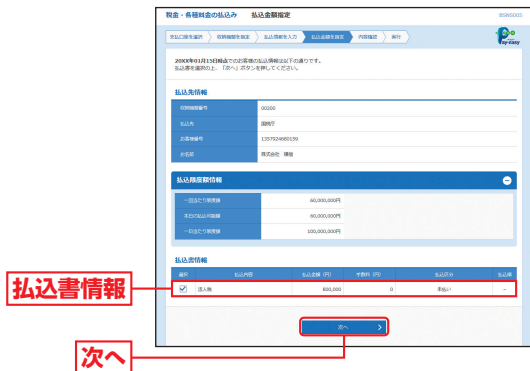 税金・各種料金の払込み 払込金額指定
BSNS003
支払口座を選択 収納機関を指定 払込情報を入力 払込金額を指定 内容確認 実行
Pay-easy
20XX年01月15日時点でのお客様の払込情報は以下の通りです。
払込書を選択の上、「次へ」ボタンを押してください。
払込先情報
収納機関番号 00200
払込先 国税庁
お客様番号 1357924680159
お名前 株式会社
払込限度額情報
一回当たり限度額 60,000,000円
本日の払込可能額 60,000,000円
一日当たり限度額 100,000,000円
払込書情報
選択 払込内容 払込金額（円） 手数料（円） 払込区分 払込順
法人税 800,000 0 未払い -
払込書情報
次へ
次へ